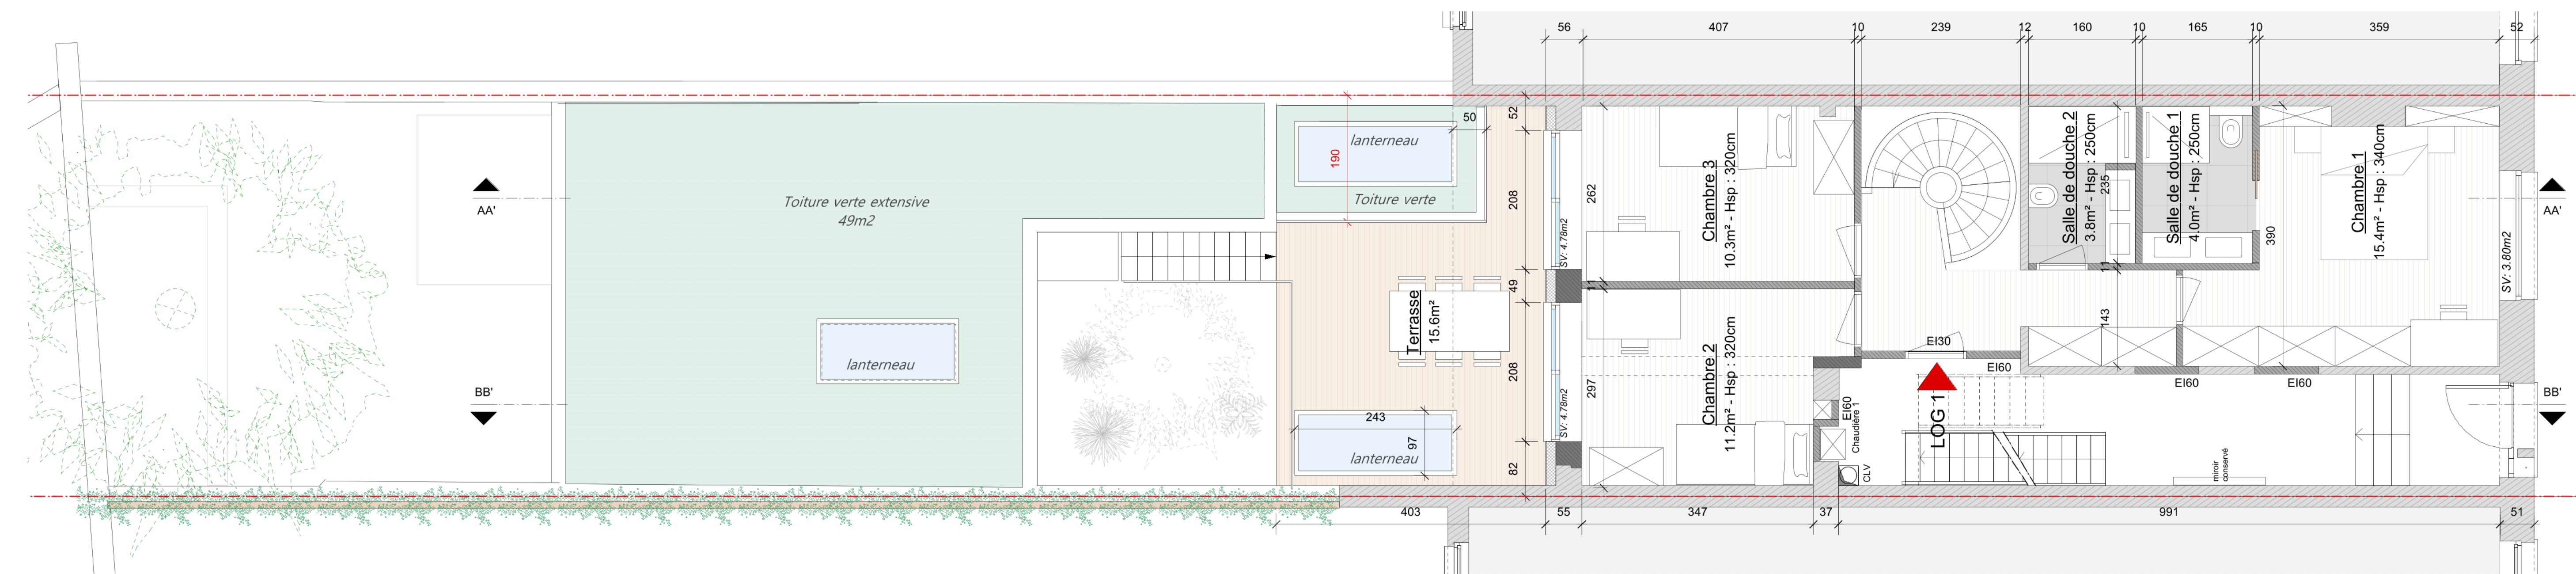 56
407
10
239
12
160
10
165
10
359
52
AA'
BB'
Toiture verte extensive
49m2
lanterneau
190
lanterneau
50
Toiture verte
Terrasse
15.6m²
243
97
lanterneau
52
208
49
208
82
SV: 4.78m2
SV: 4.78m2
262
11
297
Chambre 3
10.3m² - Hsp : 320cm
Chambre 2
11.2m² - Hsp : 320cm
Salle de douche 2
3.8m² - Hsp : 250cm
235
11
143
Salle de douche 1
4.0m² - Hsp : 250cm
390
Chambre 1
15.4m² - Hsp : 340cm
SV: 3.80m2
AA'
BB'
EI30
EI60
EI60
EI60
LOG 1
EI60
Chaudière 1
CLV
miroir
conservé
403
55
347
37
991
51